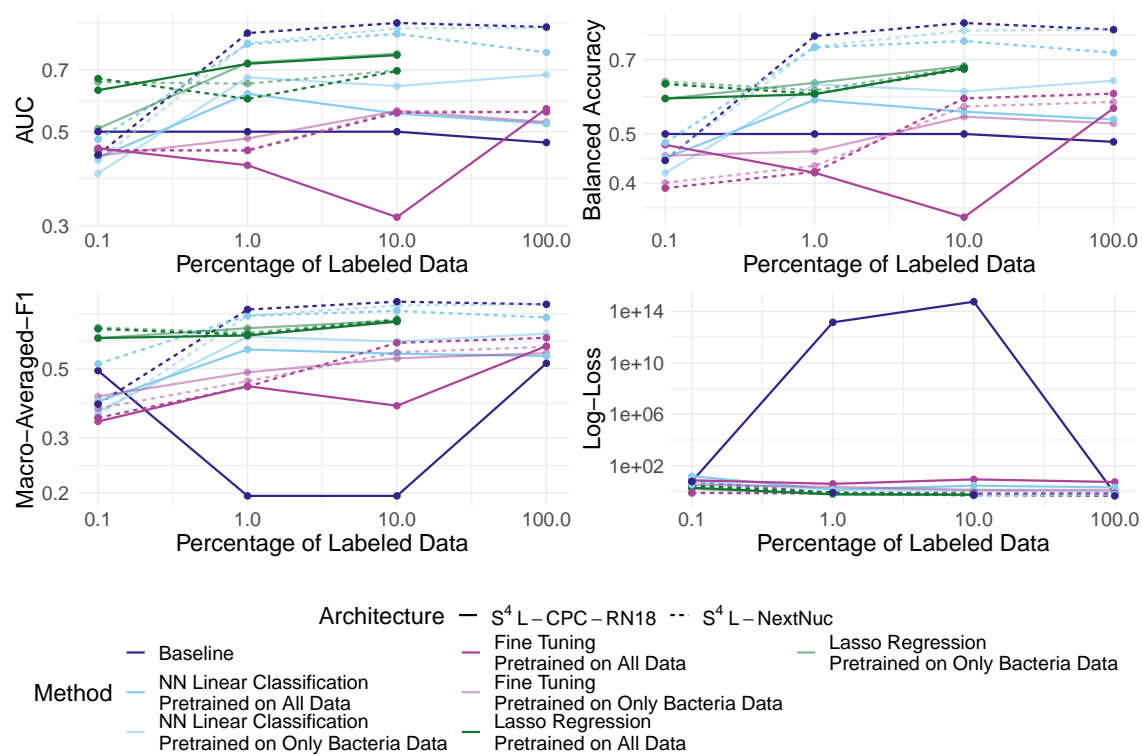 AUC
0.7
0.5
0.3
0.1
1.0
10.0
100.0
Percentage of Labeled Data
Balanced Accuracy
0.7
0.5
0.4
0.1
1.0
10.0
100.0
Percentage of Labeled Data
Macro−Averaged−F1
0.5
0.3
0.2
0.1
1.0
10.0
100.0
Percentage of Labeled Data
Log−Loss
1e+14
1e+10
1e+06
1e+02
0.1
1.0
10.0
100.0
Percentage of Labeled Data
Architecture
S⁴ L−CPC−RN18
S⁴ L−NextNuc
Method
Baseline
NN Linear Classification
Pretrained on All Data
NN Linear Classification
Pretrained on Only Bacteria Data
Fine Tuning
Pretrained on All Data
Fine Tuning
Pretrained on Only Bacteria Data
Lasso Regression
Pretrained on All Data
Lasso Regression
Pretrained on Only Bacteria Data